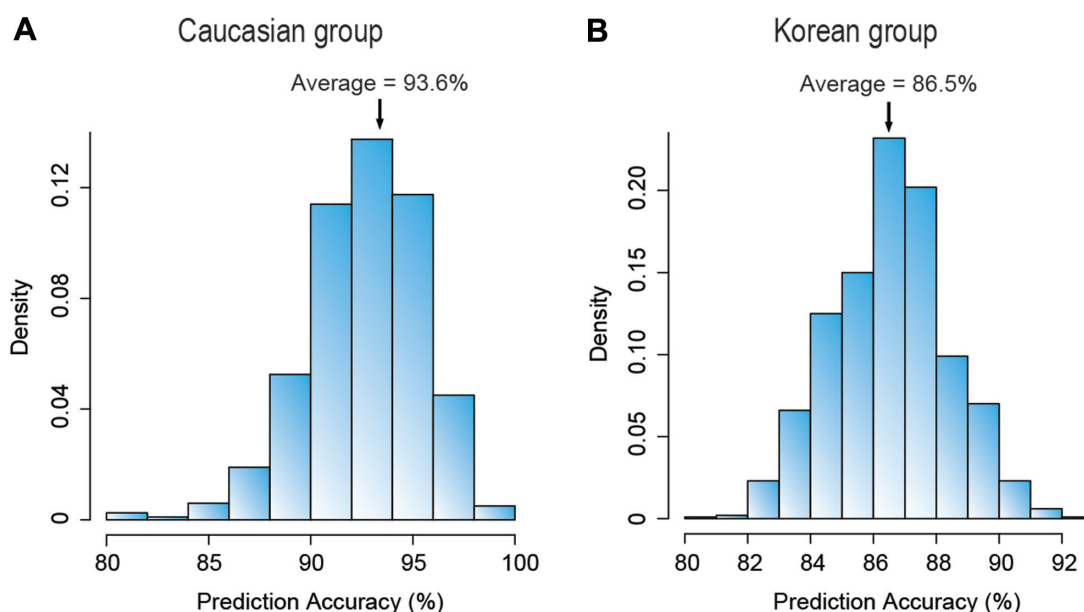 A
Caucasian group
Average = 93.6%
Density
0.12
0.08
0.04
0
80
85
90
95
100
Prediction Accuracy (%)
B
Korean group
Average = 86.5%
Density
0.20
0.15
0.10
0.05
0
80
82
84
86
88
90
92
Prediction Accuracy (%)